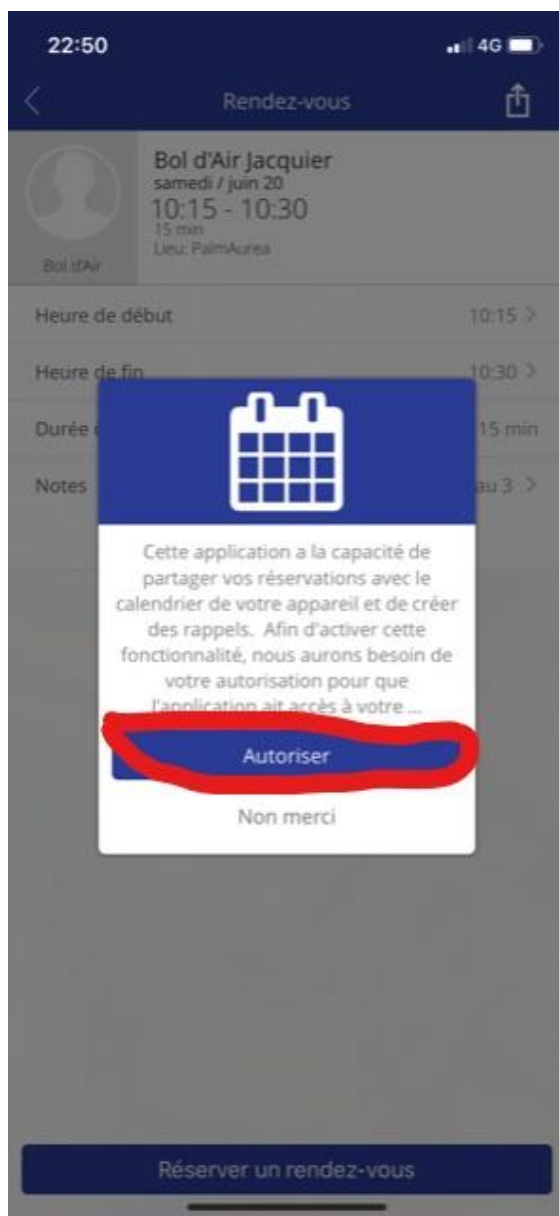 22:50
4G
Rendez-vous
Bol d'Air Jacquier
samedi / juin 20
10:15 - 10:30
15 min
Lieu: PalmAurea
Bol d'Air
Heure de début 10:15 >
Heure de fin 10:30 >
Durée 15 min
Notes au 3 >
Cette application a la capacité de
partager vos réservations avec le
calendrier de votre appareil et de créer
des rappels. Afin d'activer cette
fonctionnalité, nous aurons besoin de
votre autorisation pour que
l'application ait accès à votre ...
Autoriser
Non merci
Réserver un rendez-vous